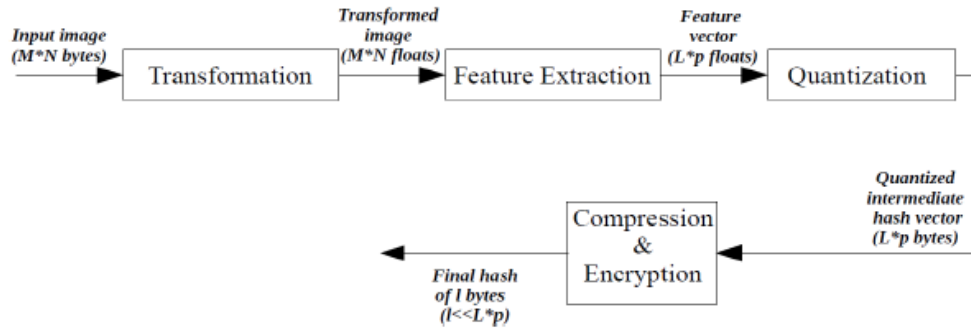 Input image
(M*N bytes)
Transformation
Transformed
image
(M*N floats)
Feature Extraction
Feature
vector
(L*p floats)
Quantization
Quantized
intermediate
hash vector
(L*p bytes)
Compression
&
Encryption
Final hash
of l bytes
(l<<L*p)